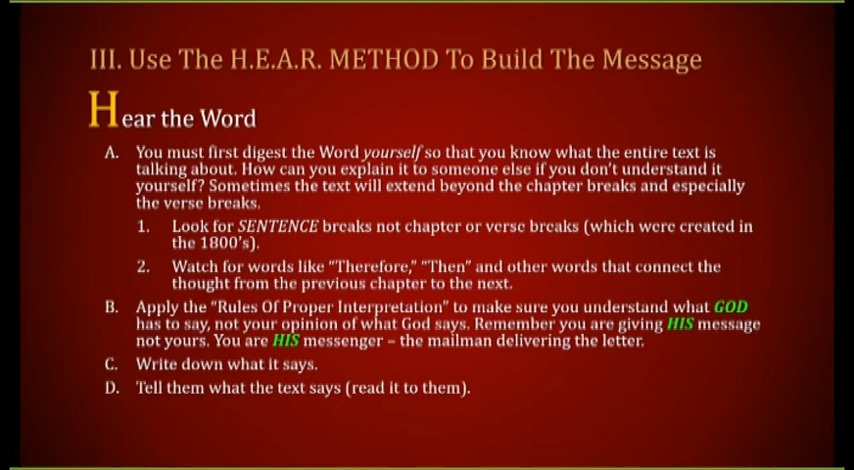 III. Use The H.E.A.R. METHOD To Build The Message
Hear the Word
A. You must first digest the Word yourself so that you know what the entire text is
talking about. How can you explain it to someone else if you don't understand it
yourself? Sometimes the text will extend beyond the chapter breaks and especially
the verse breaks.
1. Look for SENTENCE breaks not chapter or verse breaks (which were created in
the 1800's).
2. Watch for words like "Therefore," "Then" and other words that connect the
thought from the previous chapter to the next.
B. Apply the "Rules Of Proper Interpretation" to make sure you understand what GOD
has to say, not your opinion of what God says. Remember you are giving HIS message
not yours. You are HIS messenger – the mailman delivering the letter.
C. Write down what it says.
D. Tell them what the text says (read it to them).